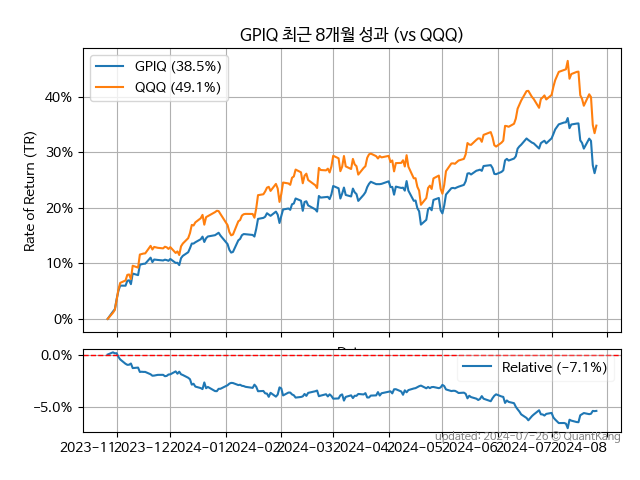 GPIQ 최근 8개월 성과 (vs QQQ)
GPIQ (38.5%)
QQQ (49.1%)
Rate of Return (TR)
40%
30%
20%
10%
0%
0.0%
−5.0%
Relative (−7.1%)
updated: 2024-07-26 © QuantKang
2023-11 2023-12 2024-01 2024-02 2024-03 2024-04 2024-05 2024-06 2024-07 2024-08